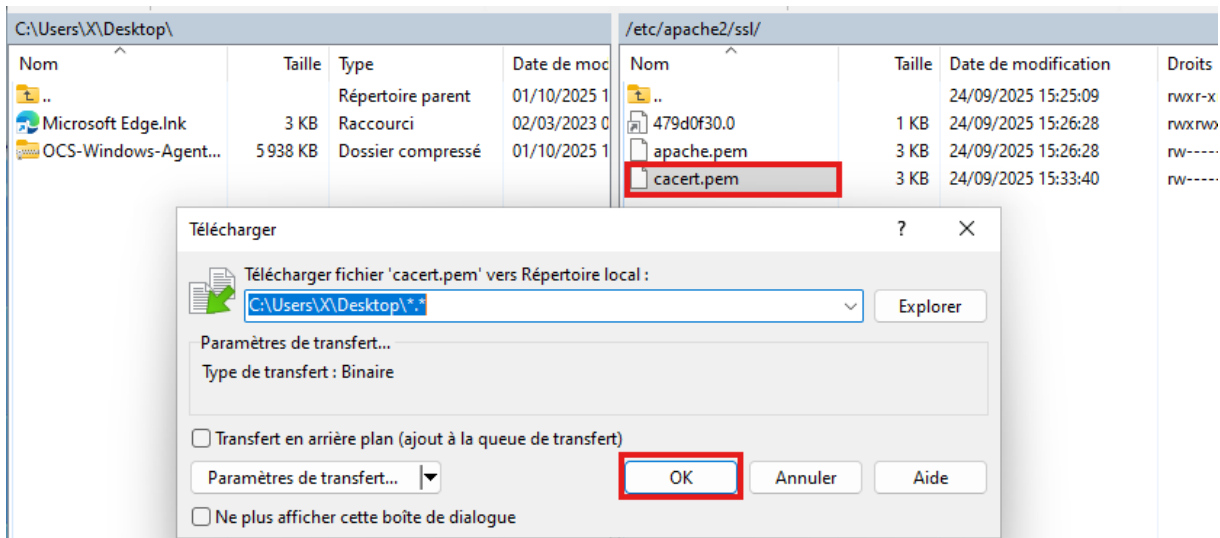 C:\Users\X\Desktop\ /etc/apache2/ssl/
Nom Taille Type Date de mod Nom Taille Date de modification Droits
.. Répertoire parent 01/10/2025 1 .. 24/09/2025 15:25:09 rwxr-x
Microsoft Edge.lnk 3 KB Raccourci 02/03/2023 0 479d0f30.0 1 KB 24/09/2025 15:26:28 rwxrwx
OCS-Windows-Agent... 5 938 KB Dossier compressé 01/10/2025 1 apache.pem 3 KB 24/09/2025 15:26:28 rw----
cacert.pem 3 KB 24/09/2025 15:33:40 rw----
Télécharger ?
Télécharger fichier 'cacert.pem' vers Répertoire local :
C:\Users\X\Desktop\*.* Explorer
Paramètres de transfert...
Type de transfert : Binaire
Transfert en arrière plan (ajout à la queue de transfert)
Paramètres de transfert... OK Annuler Aide
Ne plus afficher cette boîte de dialogue